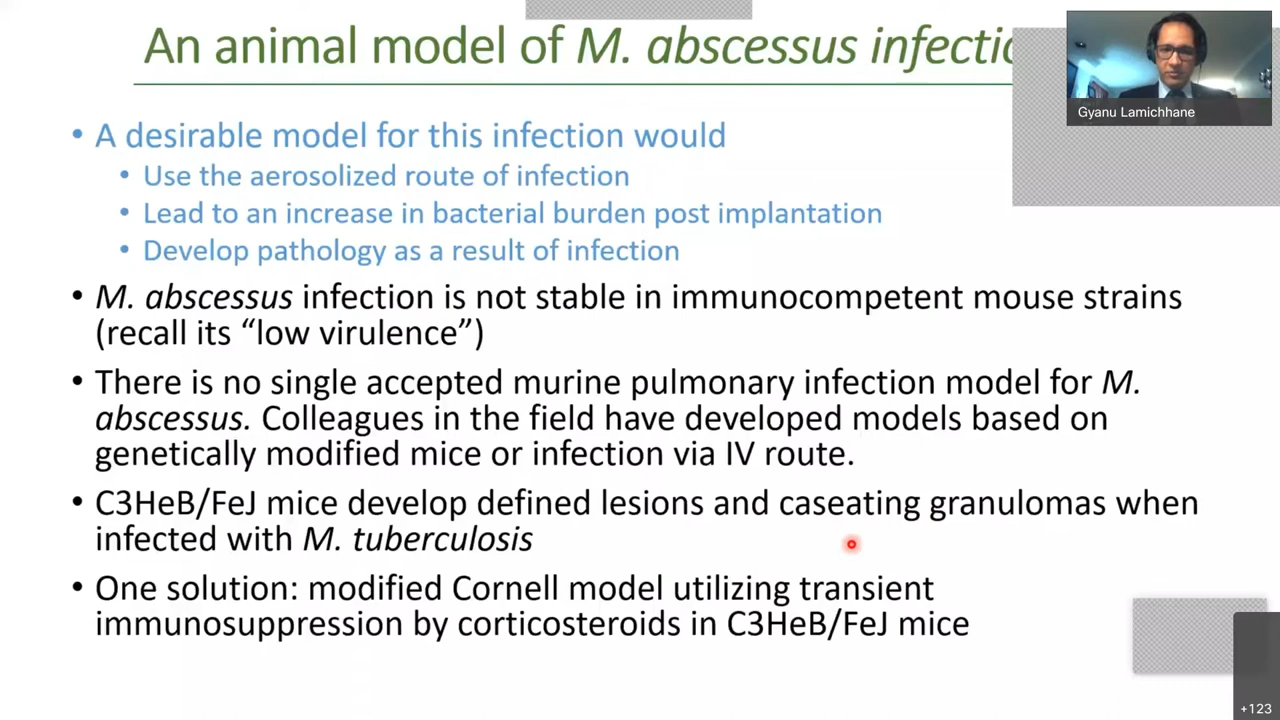 An animal model of M. abscessus infectio
Gyanu Lamichhane
• A desirable model for this infection would
• Use the aerosolized route of infection
• Lead to an increase in bacterial burden post implantation
• Develop pathology as a result of infection
• M. abscessus infection is not stable in immunocompetent mouse strains
(recall its “low virulence”)
• There is no single accepted murine pulmonary infection model for M.
abscessus. Colleagues in the field have developed models based on
genetically modified mice or infection via IV route.
• C3HeB/FeJ mice develop defined lesions and caseating granulomas when
infected with M. tuberculosis
• One solution: modified Cornell model utilizing transient
immunosuppression by corticosteroids in C3HeB/FeJ mice
+123